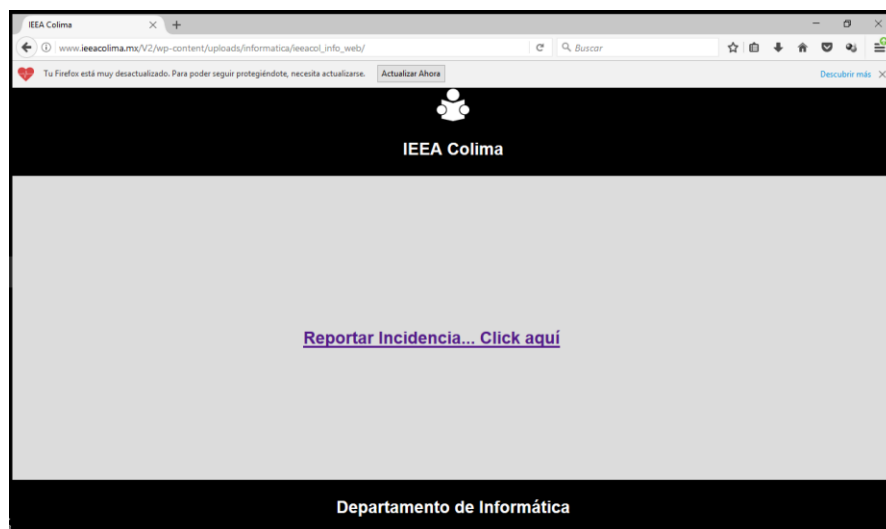 IEEA Colima
www.ieeacolima.mx/V2/wp-content/uploads/informatica/ieeacol_info_web/
Buscar
Tu Firefox está muy desactualizado. Para poder seguir protegiéndote, necesita actualizarse. Actualizar Ahora Descubrir más
IEEA Colima
Reportar Incidencia... Click aquí
Departamento de Informática